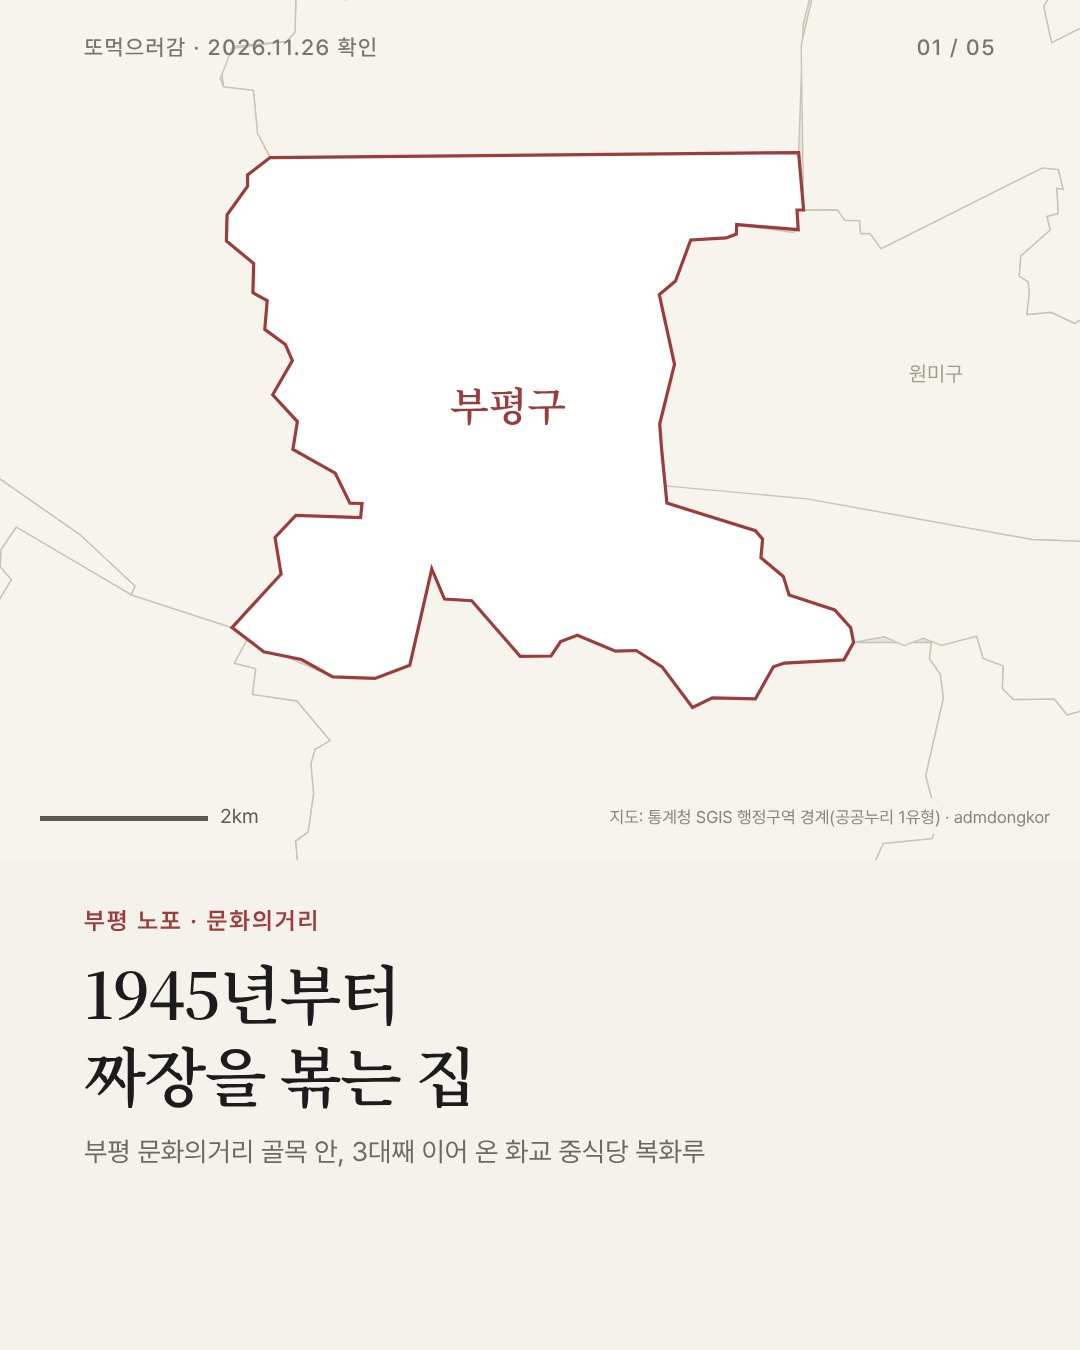 또먹으러감 · 2026.11.26 확인
01 / 05
원미구
부평구
2km
지도: 통계청 SGIS 행정구역 경계(공공누리 1유형) · admdongkor
부평 노포 · 문화의거리
1945년부터
짜장을 볶는 집
부평 문화의거리 골목 안, 3대째 이어 온 화교 중식당 복화루